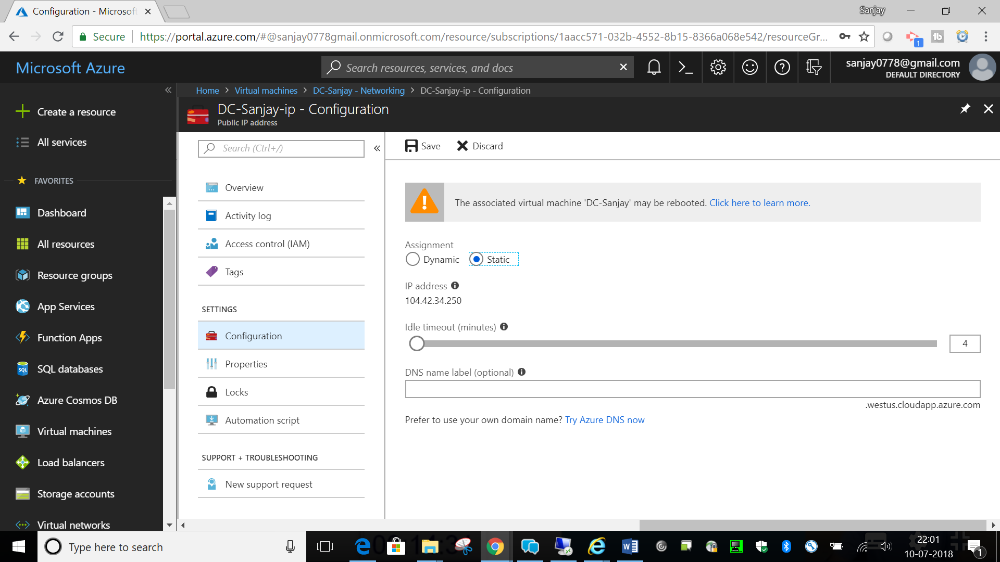 Configuration - Microsoft
Sanjay
Secure
https://portal.azure.com/#@sanjay0778gmail.onmicrosoft.com/resource/subscriptions/1aacc571-032b-4552-8b15-8366a068e542/resourceGr...
1
Microsoft Azure
Search resources, services, and docs
sanjay0778@gmail.com
DEFAULT DIRECTORY
Home > Virtual machines > DC-Sanjay - Networking > DC-Sanjay-ip - Configuration
DC-Sanjay-ip - Configuration
Public IP address
Create a resource
All services
FAVORITES
Dashboard
All resources
Resource groups
App Services
Function Apps
SQL
SQL databases
Azure Cosmos DB
Virtual machines
Load balancers
Storage accounts
Virtual networks
Search (Ctrl+/)
Overview
Activity log
Access control (IAM)
Tags
SETTINGS
Configuration
Properties
Locks
Automation script
SUPPORT + TROUBLESHOOTING
New support request
Save
Discard
The associated virtual machine 'DC-Sanjay' may be rebooted. Click here to learn more.
Assignment
Dynamic
Static
IP address
104.42.34.250
Idle timeout (minutes)
4
DNS name label (optional)
.westus.cloudapp.azure.com
Prefer to use your own domain name? Try Azure DNS now
Type here to search
22:01
10-07-2018
1